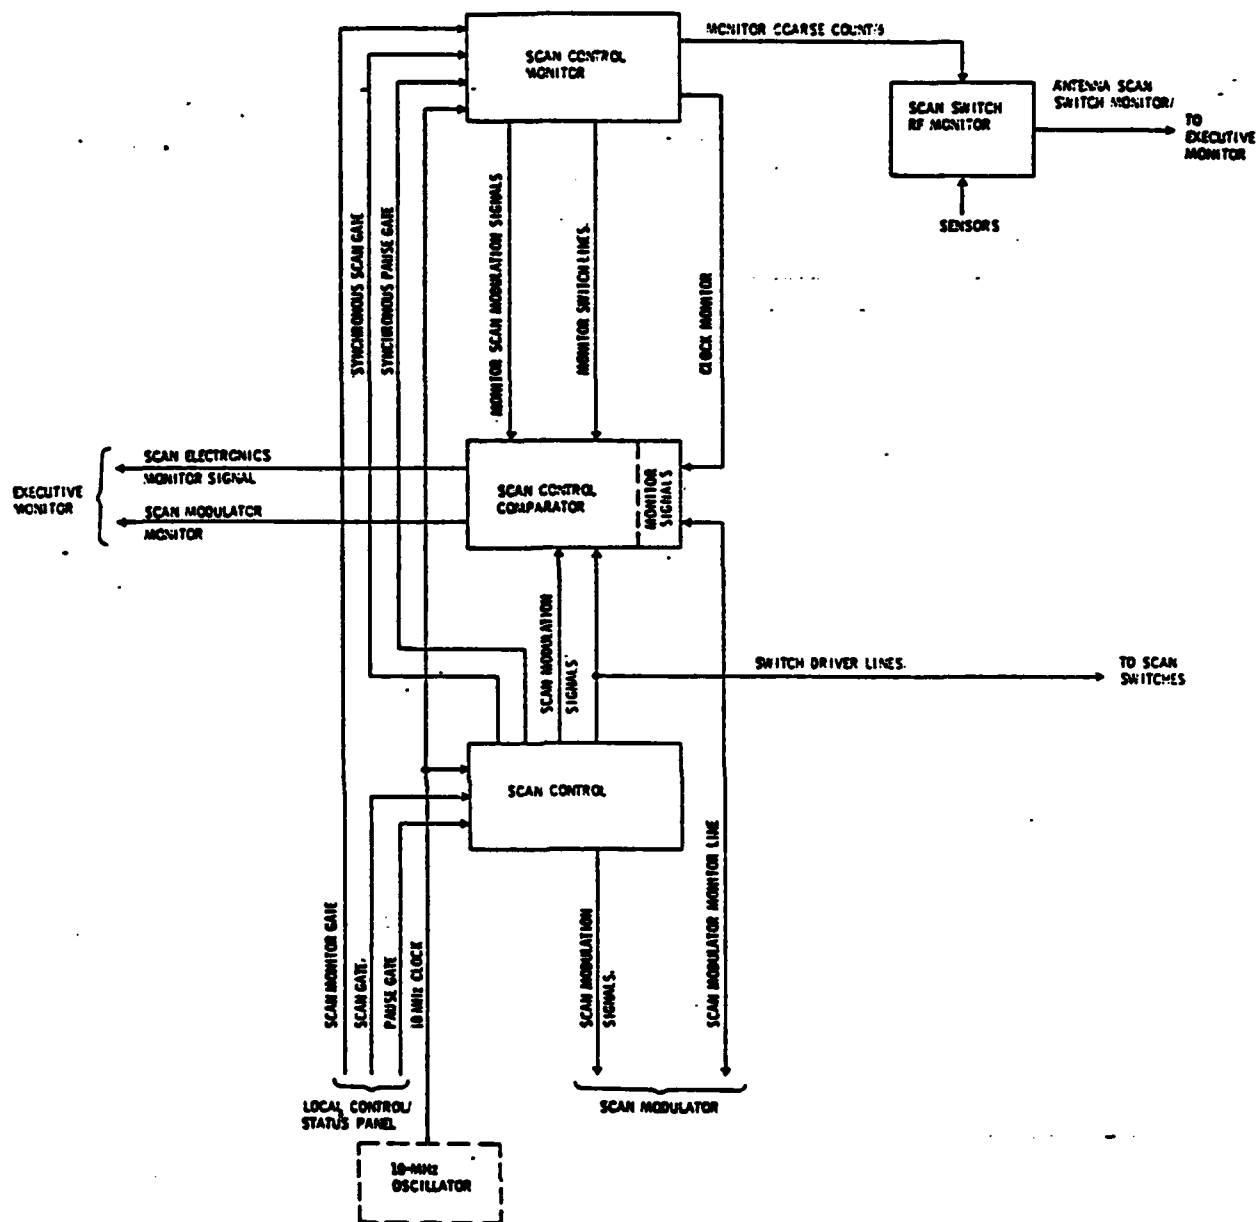 MONITOR COARSE COUNTS
SCAN CONTROL
MONITOR
SCAN SWITCH
RF MONITOR
ANTENNA SCAN
SWITCH MONITOR/
TO
EXECUTIVE
MONITOR
SENSORS
SYNCHRONOUS SCAN GATE
SYNCHRONOUS PAUSE GATE
MONITOR SCAN MODULATION SIGNALS
MONITOR SWITCH LINES.
CLOCK MONITOR
EXECUTIVE
MONITOR
SCAN ELECTRONICS
MONITOR SIGNAL
SCAN MODULATOR
MONITOR
SCAN CONTROL
COMPARATOR
MONITOR
SIGNALS
SCAN MODULATION
SIGNALS
SWITCH DRIVER LINES.
TO SCAN
SWITCHES
SCAN CONTROL
SCAN MONITOR GATE
SCAN GATE.
PAUSE GATE
10 MHz CLOCK
SCAN MODULATION
SIGNALS.
SCAN MODULATOR MONITOR LINE
LOCAL CONTROL/
STATUS PANEL
SCAN MODULATOR
10-MHz
OSCILLATOR